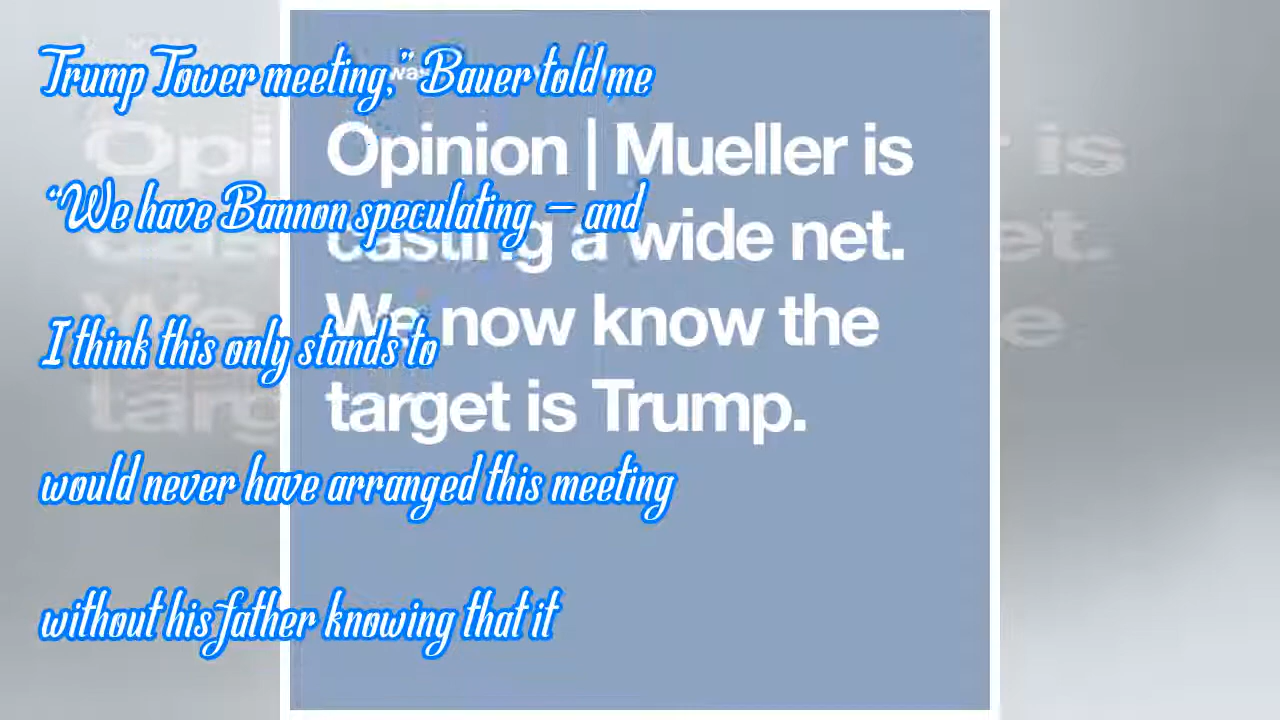 Trump Tower meeting,” Bauer told me
“We have Bannon speculating – and
I think this only stands to
would never have arranged this meeting
without his father knowing that it
Opinion | Mueller is
casting a wide net.
We now know the
target is Trump.